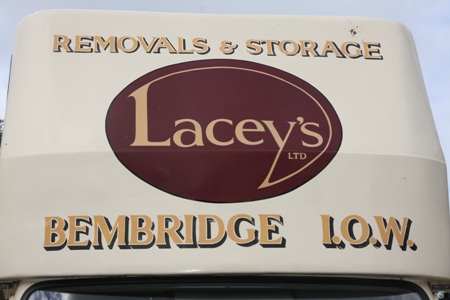 REMOVALS & STORAGE
Lacey's
LTD
BEMBRIDGE I.O.W.